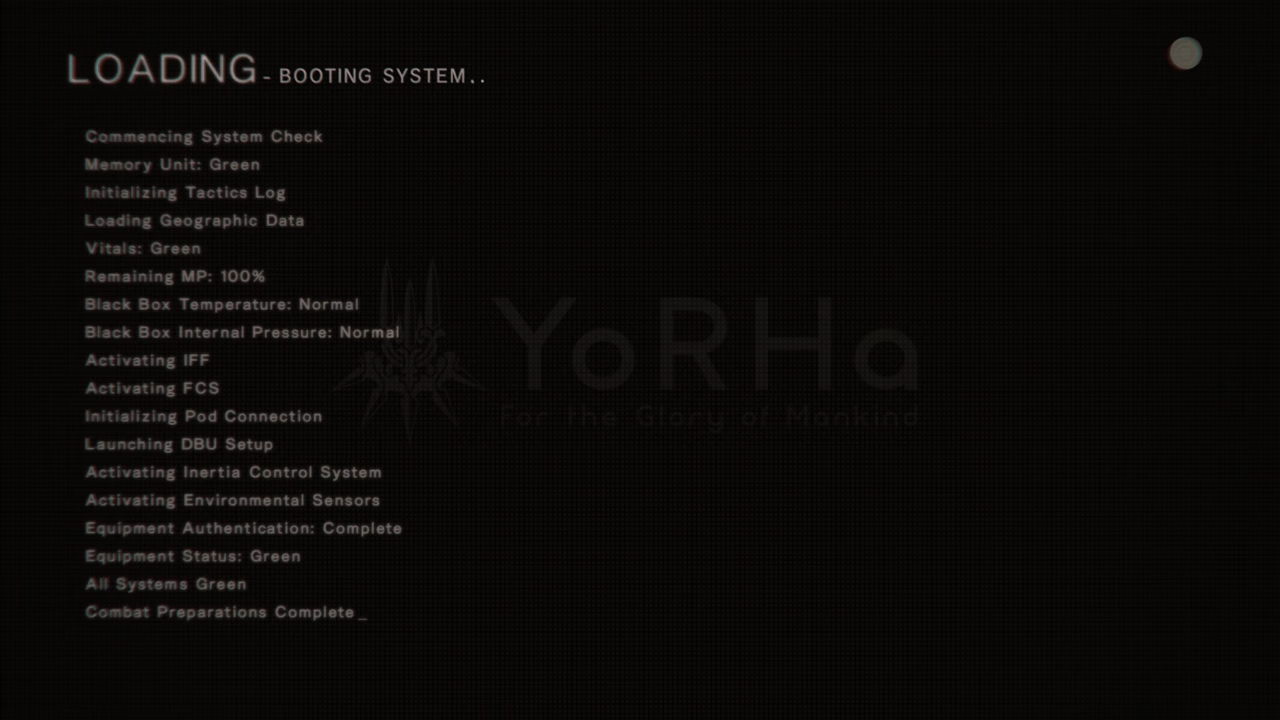 LOADING - BOOTING SYSTEM..
Commencing System Check
Memory Unit: Green
Initializing Tactics Log
Loading Geographic Data
Vitals: Green
Remaining MP: 100%
Black Box Temperature: Normal
Black Box Internal Pressure: Normal
Activating IFF
Activating FCS
Initializing Pod Connection
Launching DBU Setup
Activating Inertia Control System
Activating Environmental Sensors
Equipment Authentication: Complete
Equipment Status: Green
All Systems Green
Combat Preparations Complete_
YoRHa
For the Glory of Mankind